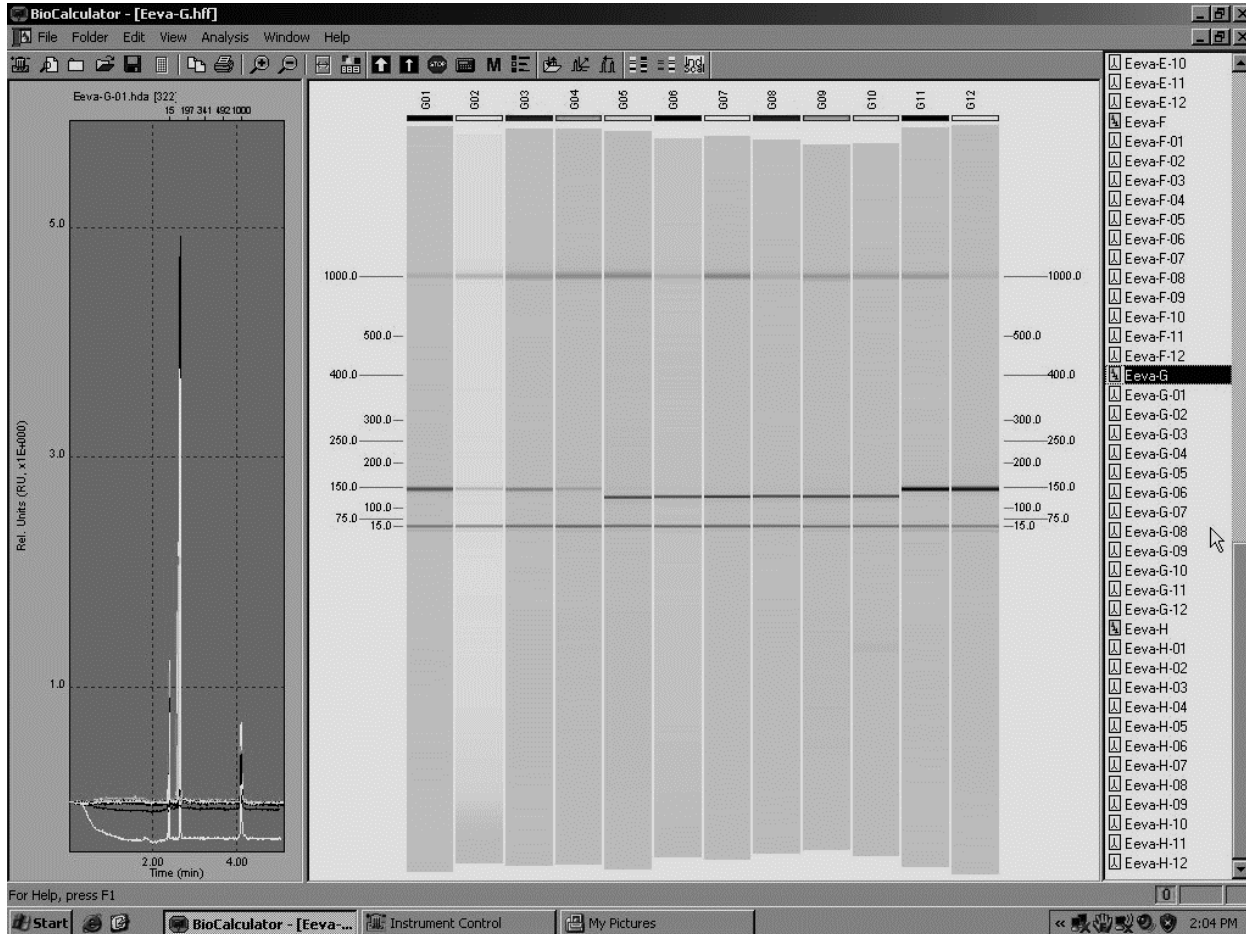 BioCalculator - [Eeva-G.hff]
File Folder Edit View Analysis Window Help
STOP
M
Eeva-G-01.hda [322]
15 197 341 492 1000
5.0
3.0
1.0
Rel. Units (RU, x1E+000)
2.00 4.00
Time (min)
G01 G02 G03 G04 G05 G06 G07 G08 G09 G10 G11 G12
1000.0 1000.0
500.0 500.0
400.0 400.0
300.0 300.0
250.0 250.0
200.0 200.0
150.0 150.0
100.0 100.0
75.0 75.0
15.0 15.0
Eeva-E-10
Eeva-E-11
Eeva-E-12
Eeva-F
Eeva-F-01
Eeva-F-02
Eeva-F-03
Eeva-F-04
Eeva-F-05
Eeva-F-06
Eeva-F-07
Eeva-F-08
Eeva-F-09
Eeva-F-10
Eeva-F-11
Eeva-F-12
Eeva-G
Eeva-G-01
Eeva-G-02
Eeva-G-03
Eeva-G-04
Eeva-G-05
Eeva-G-06
Eeva-G-07
Eeva-G-08
Eeva-G-09
Eeva-G-10
Eeva-G-11
Eeva-G-12
Eeva-H
Eeva-H-01
Eeva-H-02
Eeva-H-03
Eeva-H-04
Eeva-H-05
Eeva-H-06
Eeva-H-07
Eeva-H-08
Eeva-H-09
Eeva-H-10
Eeva-H-11
Eeva-H-12
For Help, press F1
0
Start BioCalculator - [Eeva-... Instrument Control My Pictures « 2:04 PM